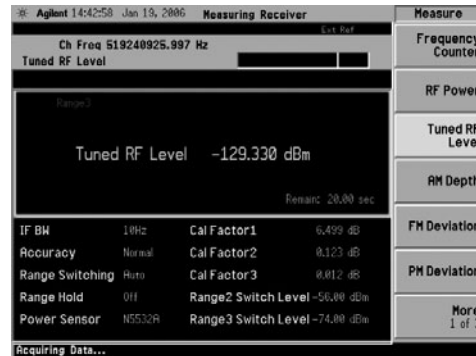 Agilent 14:42:58 Jan 19, 2006 Measuring Receiver Measure
Ext Ref
Ch Freq 519240925.997 Hz
Tuned RF Level
Frequency
Counter
RF Power
Range3
Tuned RF
Level
Tuned RF Level -129.330 dBm
AM Depth
Remain: 20.00 sec
IF BW 10Hz Cal Factor1 6.499 dB
FM Deviation
Accuracy Normal Cal Factor2 0.123 dB
Range Switching Auto Cal Factor3 0.012 dB
PM Deviation
Range Hold Off Range2 Switch Level -56.00 dBm
Power Sensor N5532A Range3 Switch Level -74.00 dBm
More
1 of
Acquiring Data...